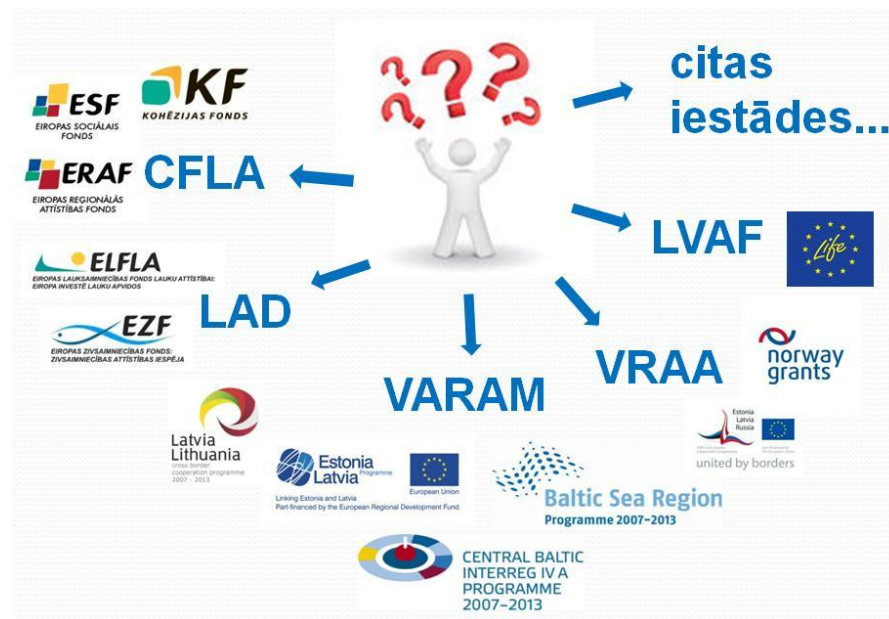 citas
iestādes...
ESF
EIROPAS SOCIĀLAIS
FONDS
KF
KOHĒZIJAS FONDS
ERAF
EIROPAS REĢIONĀLĀS
ATTĪSTĪBAS FONDS
CFLA
LVAF
Life
ELFLA
EIROPAS LAUKSAIMNIECĪBAS FONDS LAUKU ATTĪSTĪBAI:
EIROPA INVESTĒ LAUKU APVIDOS
LAD
EZF
EIROPAS ZIVSAIMNIECĪBAS FONDS:
ZIVSAIMNIECĪBAS ATTĪSTĪBAS IESPĒJA
VARAM
VRAA
norway
grants
Latvia
Lithuania
cross border
cooperation programme
2007 - 2013
Estonia
Latvia Programme
European Union
Linking Estonia and Latvia
Part-financed by the European Regional Development Fund
Baltic Sea Region
Programme 2007-2013
Estonia
Latvia
Russia
united by borders
CENTRAL BALTIC
INTERREG IV A
PROGRAMME
2007-2013